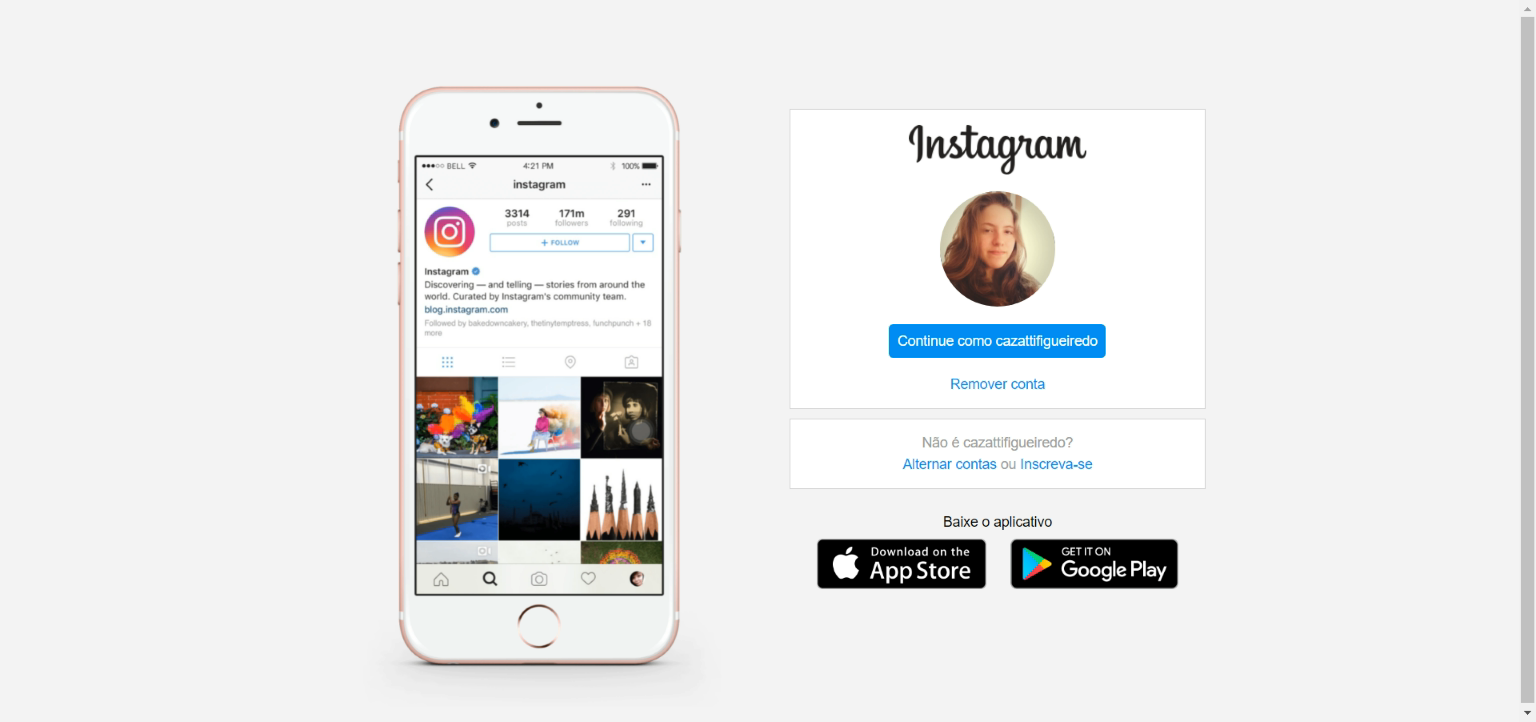 BELL
4:21 PM
100%
instagram
3314
171m
291
posts
followers
following
+ FOLLOW
Instagram
Discovering — and telling — stories from around the
world. Curated by Instagram's community team.
blog.instagram.com
Followed by bakedowncakery, thetinytemptress, funchpunch + 18
more
Instagram
Continue como cazattifigueiredo
Remover conta
Não é cazattifigueiredo?
Alternar contas ou Inscreva-se
Baixe o aplicativo
Download on the
App Store
GET IT ON
Google Play